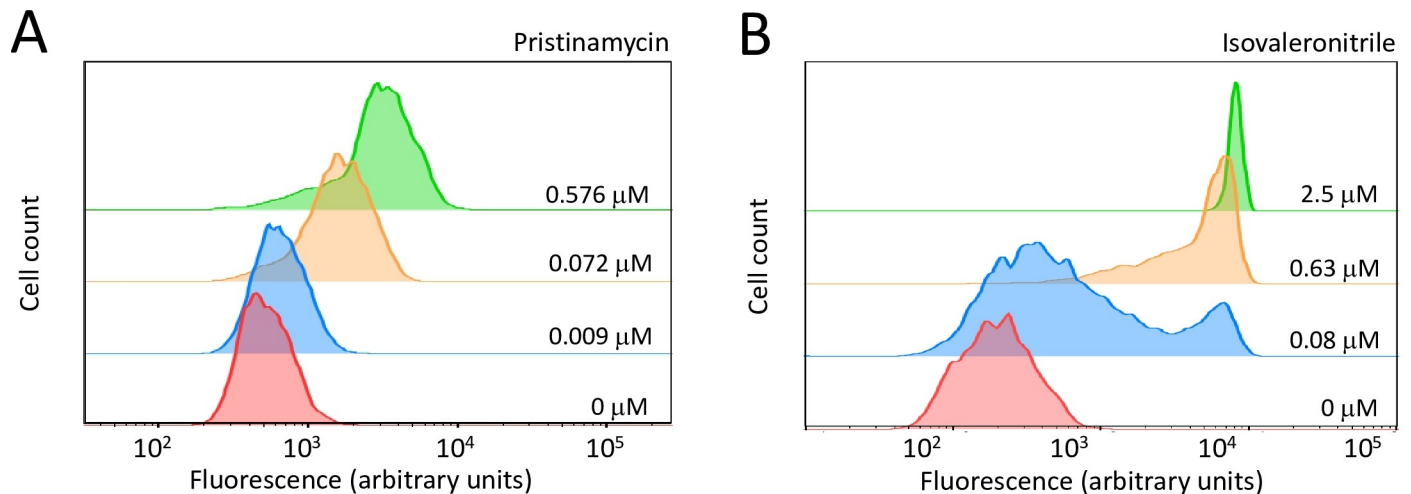 A
Pristinamycin
0.576 µM
0.072 µM
0.009 µM
0 µM
Cell count
10² 10³ 10⁴ 10⁵
Fluorescence (arbitrary units)
B
Isovaleronitrile
2.5 µM
0.63 µM
0.08 µM
0 µM
Cell count
10² 10³ 10⁴ 10⁵
Fluorescence (arbitrary units)